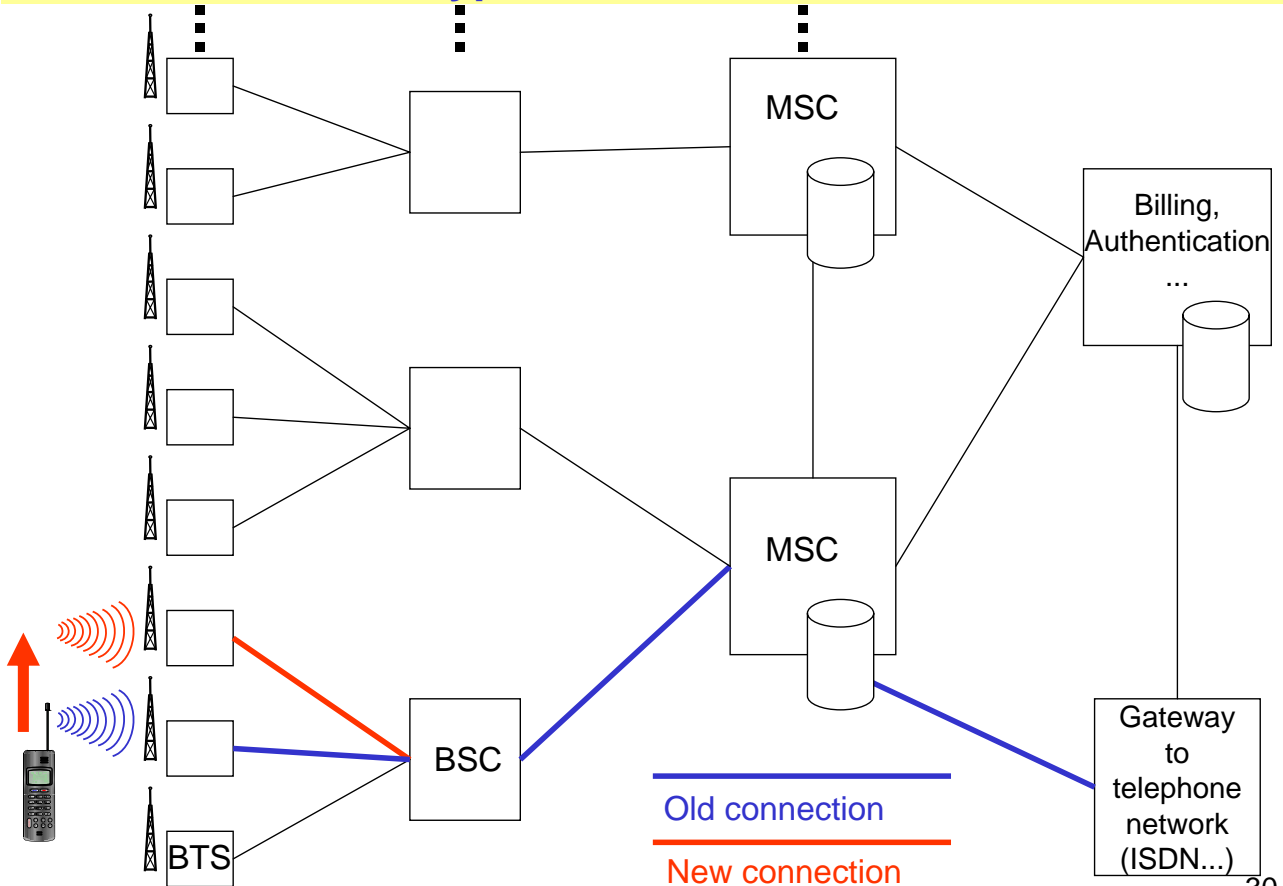 MSC
Billing,
Authentication
...
MSC
BSC
Gateway
to
telephone
network
(ISDN...)
Old connection
BTS
New connection